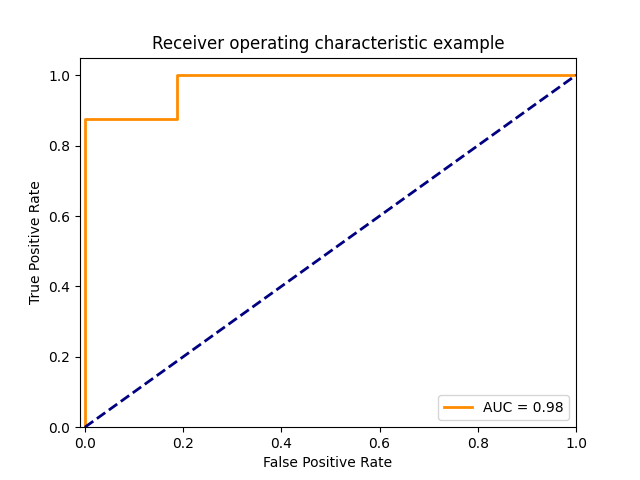 Receiver operating characteristic example
1.0
0.8
0.6
0.4
0.2
0.0
True Positive Rate
AUC = 0.98
0.0 0.2 0.4 0.6 0.8 1.0
False Positive Rate